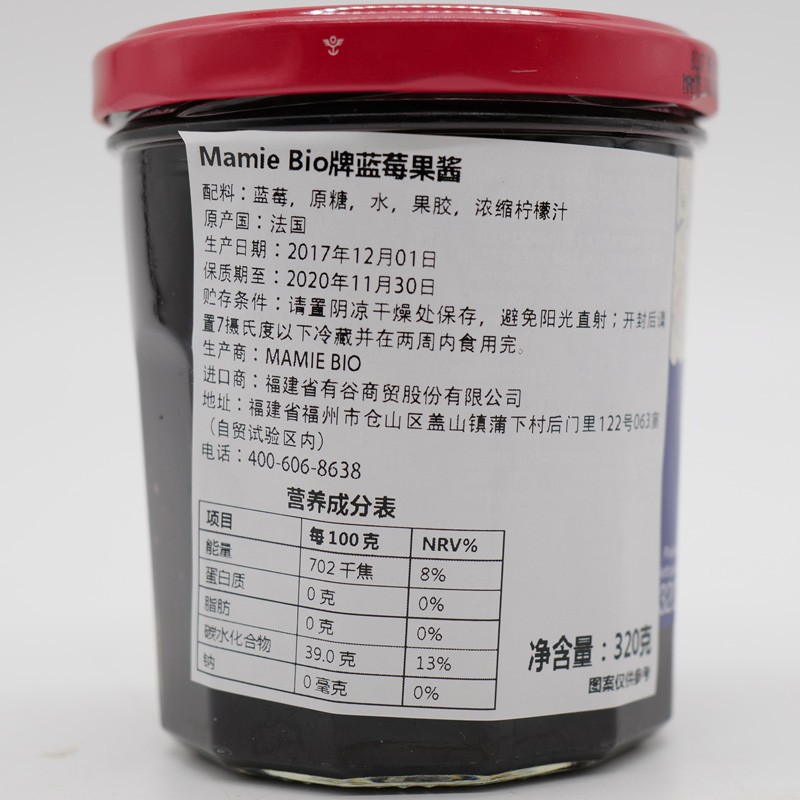 Mamie Bio牌蓝莓果酱
配料：蓝莓，原糖，水，果胶，浓缩柠檬汁
原产国：法国
生产日期：2017年12月01日
保质期至：2020年11月30日
贮存条件：请置阴凉干燥处保存，避免阳光直射；开封后请
置7摄氏度以下冷藏并在两周内食用完。
生产商：MAMIE BIO
进口商：福建省有谷商贸股份有限公司
地址：福建省福州市仓山区盖山镇蒲下村后门里122号063
（自贸试验区内）
电话：400-606-8638
营养成分表
项目 每100克 NRV%
能量 702千焦 8%
蛋白质 0克 0%
脂肪 0克 0%
碳水化合物 39.0克 13%
钠 0毫克 0%
净含量：320克
图案仅供参考